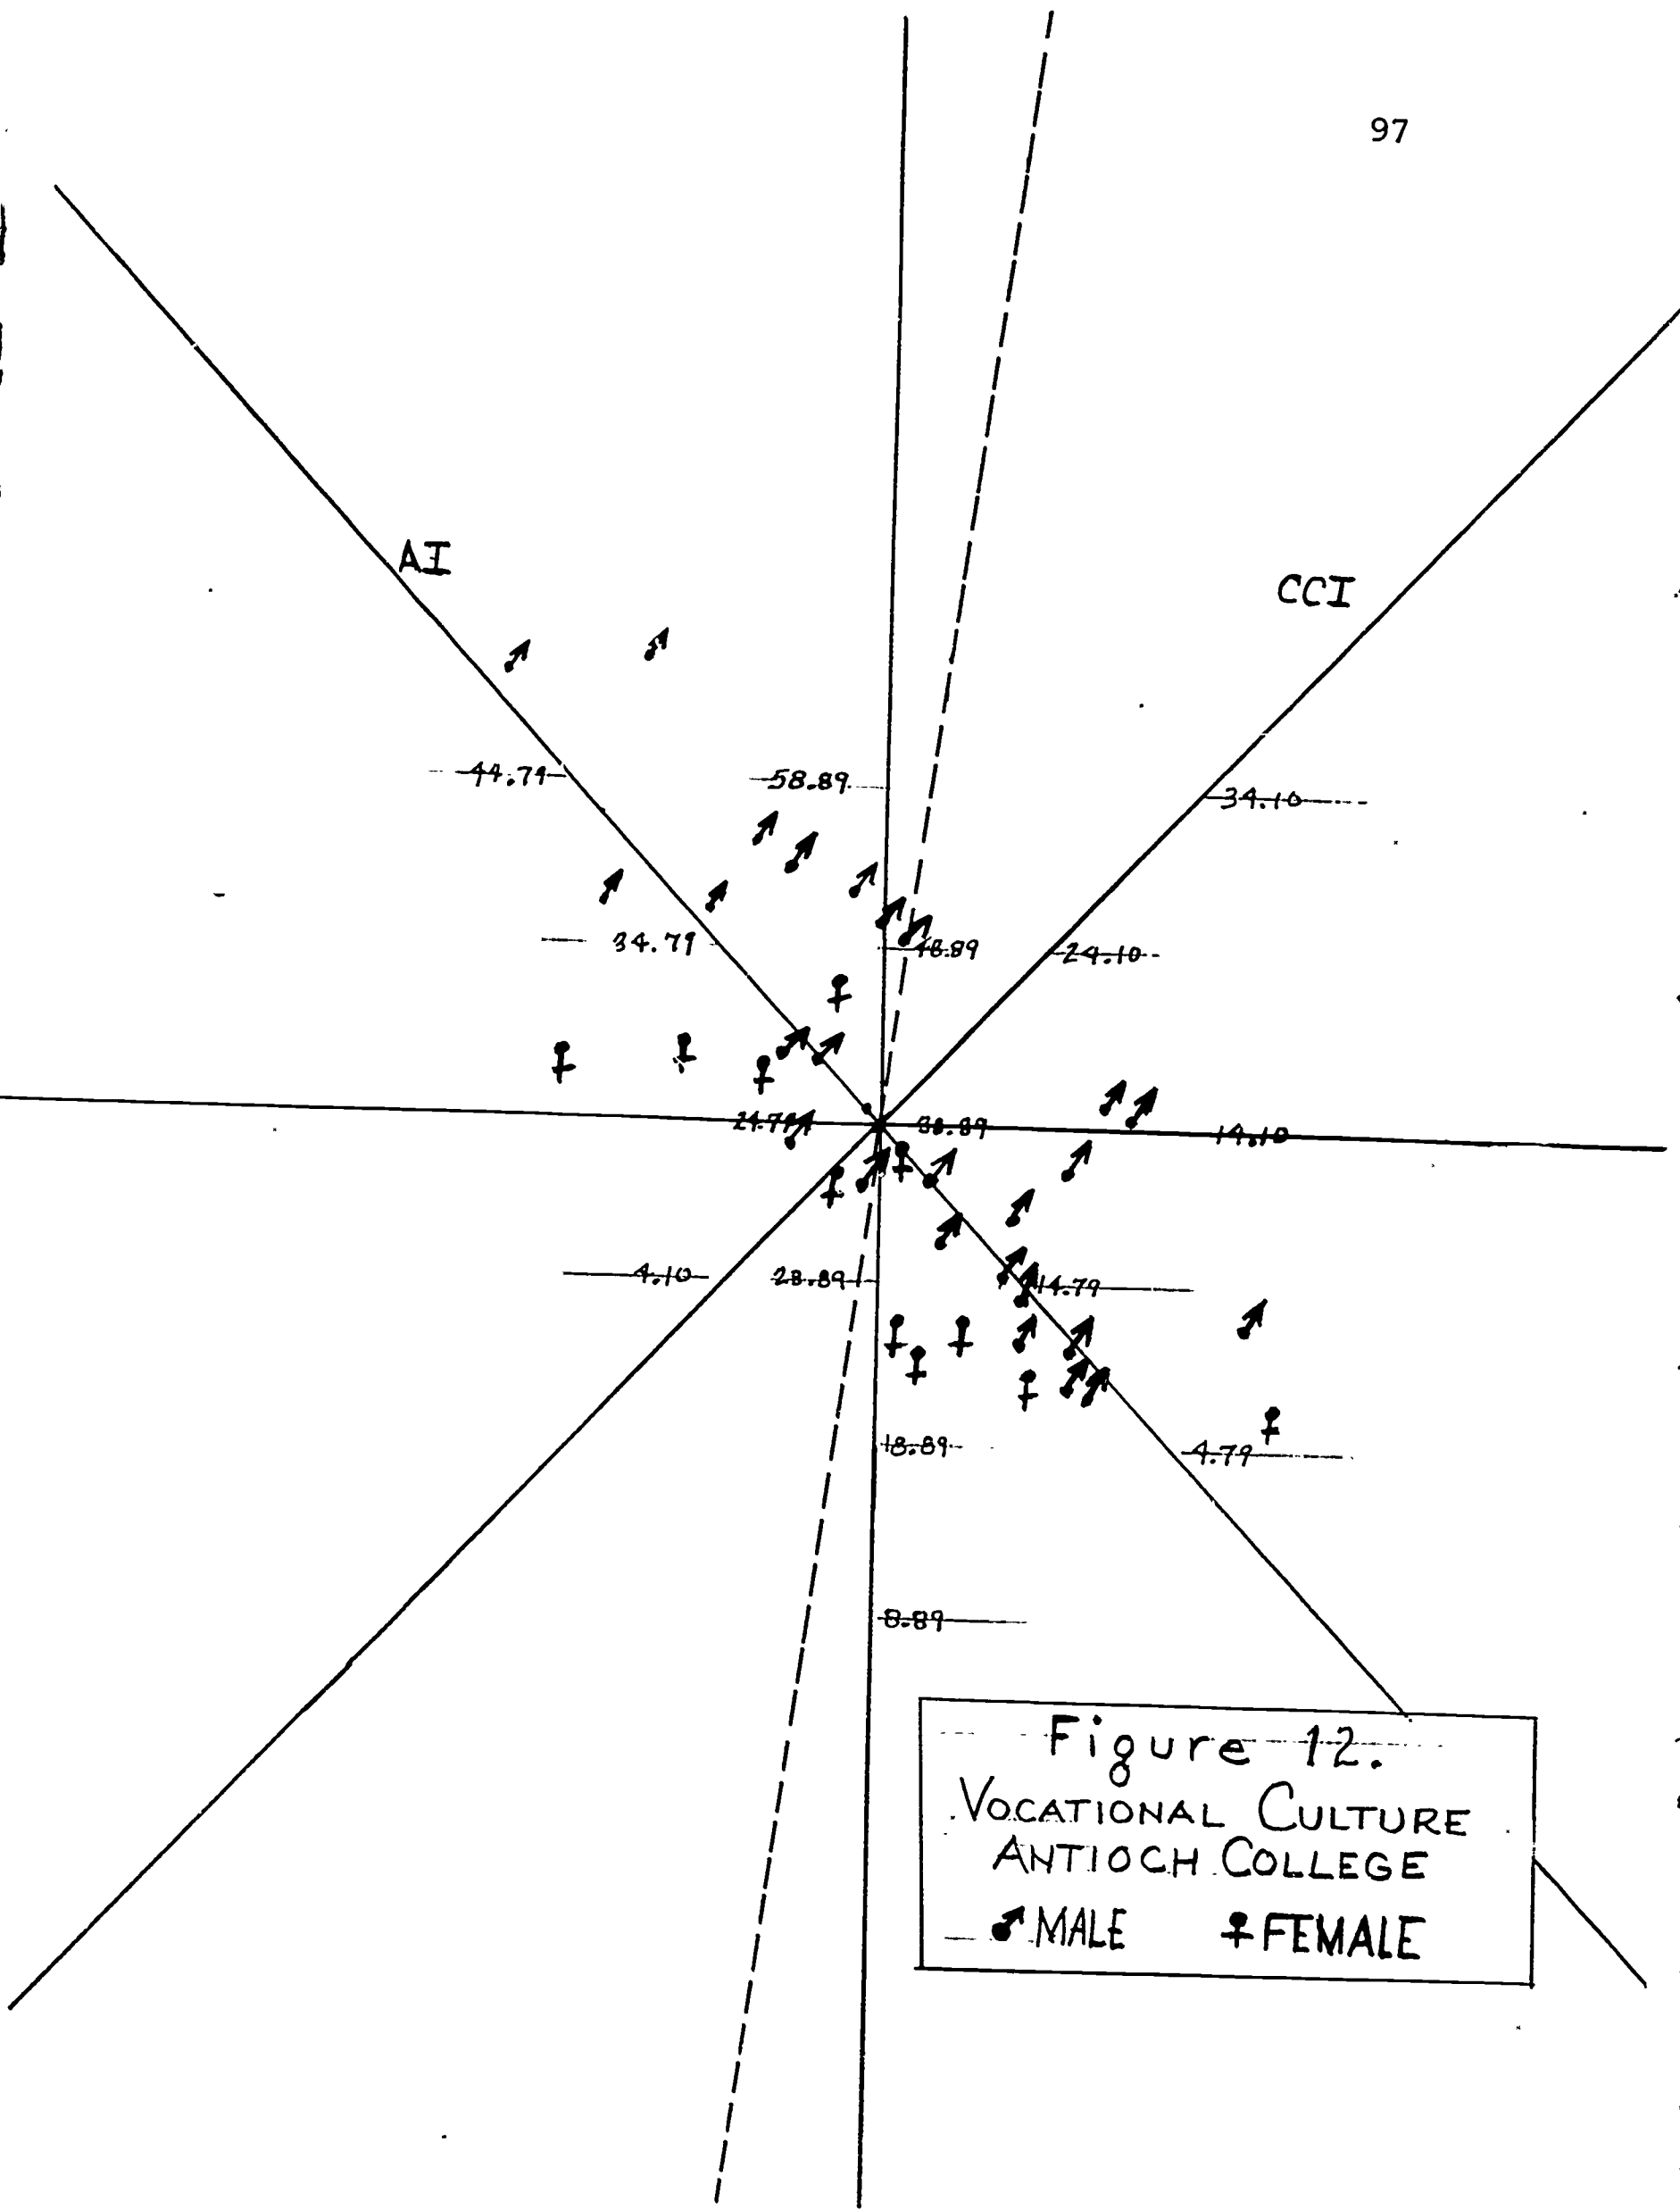 97
AI
CCI
44.79
58.89
34.10
34.79
48.89
24.10
24.79
38.89
14.10
4.10
28.89
14.79
18.89
4.79
8.89
Figure 12.
VOCATIONAL CULTURE
ANTIOCH COLLEGE
MALE FEMALE